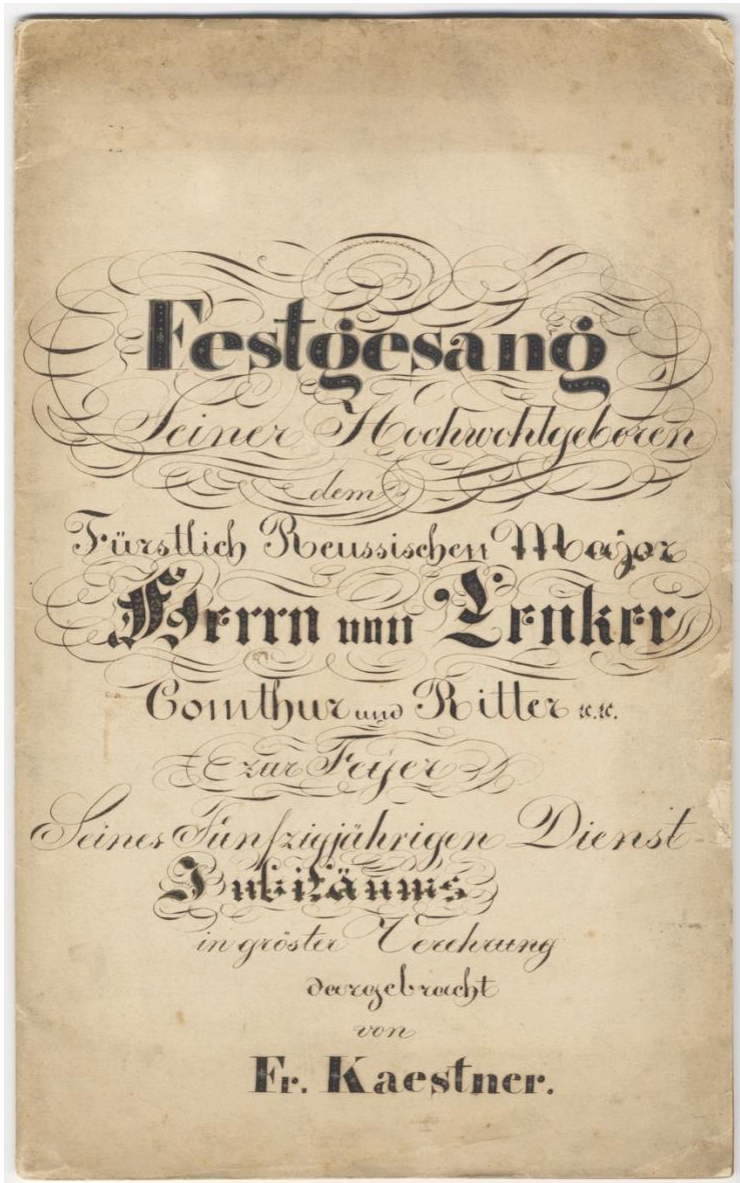 Festgesang
Seiner Hochwohlgeboren
dem
Fürstlich Reussischen Major
Herrn von Lenker
Comthur und Ritter &c. &c.
zur Feyer
Seines Fünfzigjährigen Dienst-
Jubiläums
in gröster Verehrung
dargebracht
von
Fr. Kaestner.